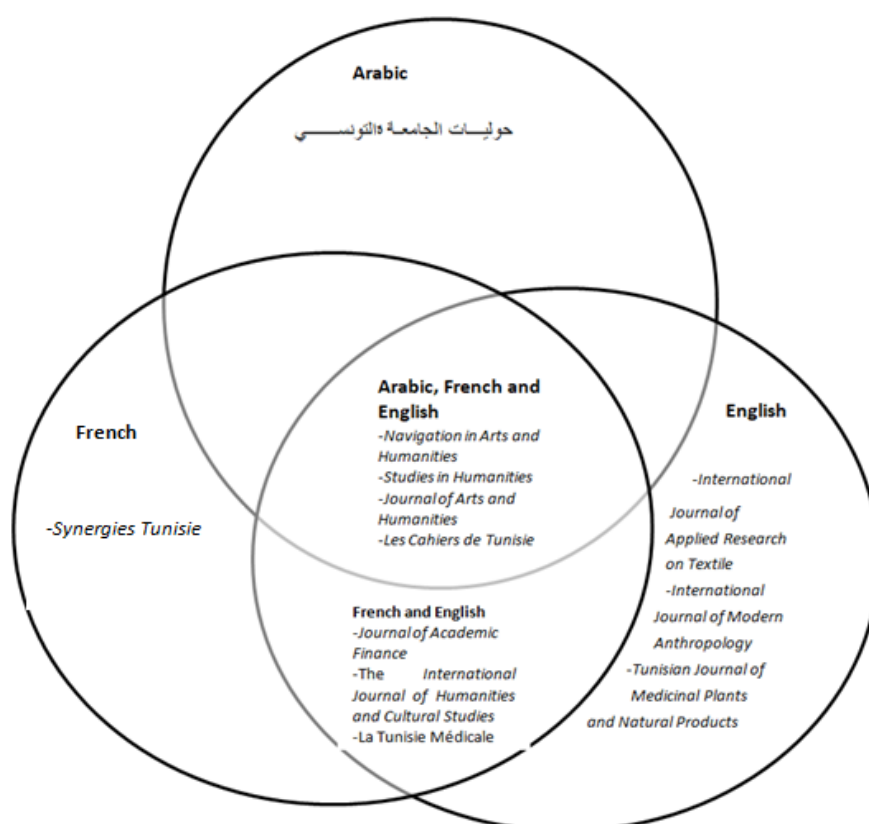 Arabic
حوليـــات الجامعـة ةالتونســـــي
Arabic, French and
English
-Navigation in Arts and
Humanities
-Studies in Humanities
-Journal of Arts and
Humanities
-Les Cahiers de Tunisie
French
-Synergies Tunisie
English
-International
Journal of
Applied Research
on Textile
-International
Journal of Modern
Anthropology
-Tunisian Journal of
Medicinal Plants
and Natural Products
French and English
-Journal of Academic
Finance
-The International
Journal of Humanities
and Cultural Studies
-La Tunisie Médicale